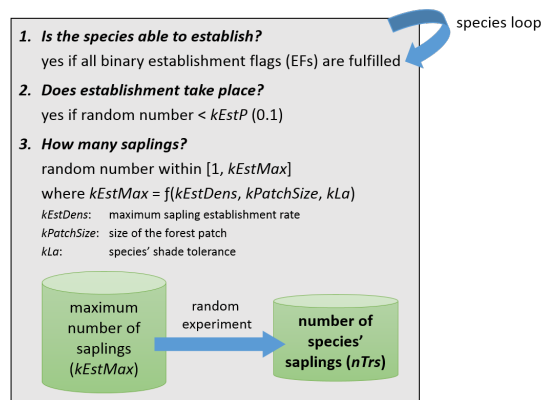 species loop
1. Is the species able to establish?
yes if all binary establishment flags (EFs) are fulfilled
2. Does establishment take place?
yes if random number < kEstP (0.1)
3. How many saplings?
random number within [1, kEstMax]
where kEstMax = ƒ(kEstDens, kPatchSize, kLa)
kEstDens: maximum sapling establishment rate
kPatchSize: size of the forest patch
kLa: species’ shade tolerance
maximum
number of
saplings
(kEstMax)
random
experiment
number of
species’
saplings (nTrs)